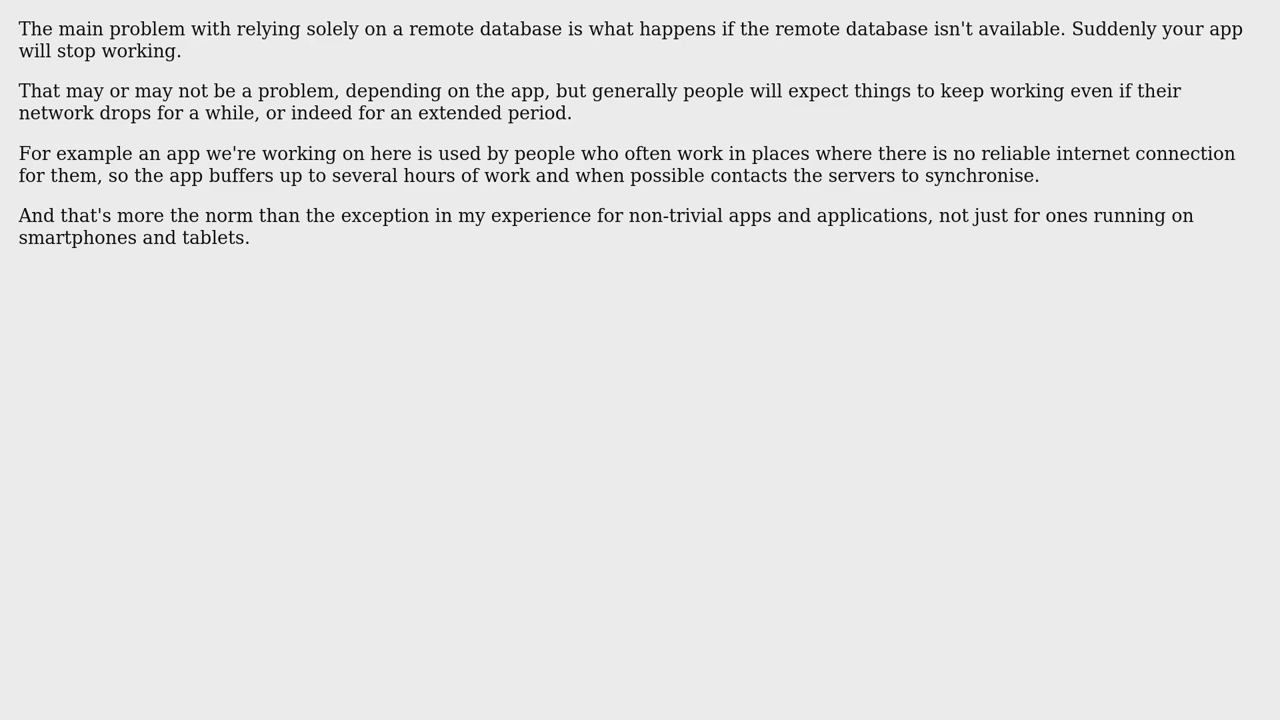 The main problem with relying solely on a remote database is what happens if the remote database isn't available. Suddenly your app
will stop working.
That may or may not be a problem, depending on the app, but generally people will expect things to keep working even if their
network drops for a while, or indeed for an extended period.
For example an app we're working on here is used by people who often work in places where there is no reliable internet connection
for them, so the app buffers up to several hours of work and when possible contacts the servers to synchronise.
And that's more the norm than the exception in my experience for non-trivial apps and applications, not just for ones running on
smartphones and tablets.